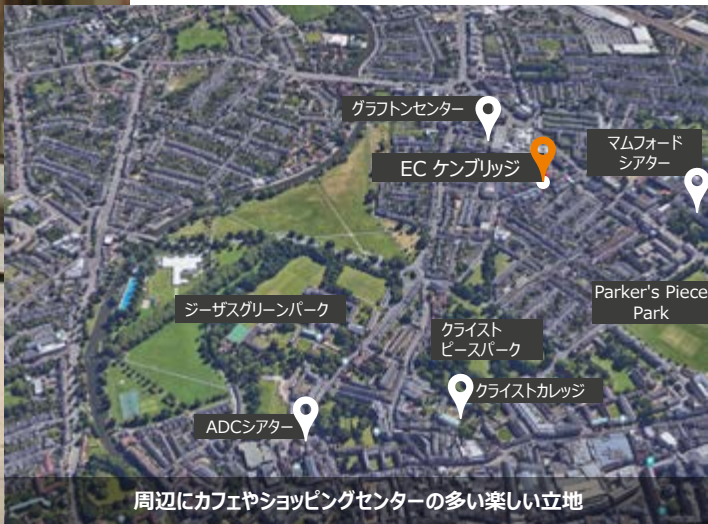 グラフトンセンター
EC ケンブリッジ
マムフォード
シアター
Parker's Piece
Park
ジーザスグリーンパーク
クライスト
ピースパーク
クライストカレッジ
ADCシアター
周辺にカフェやショッピングセンターの多い楽しい立地